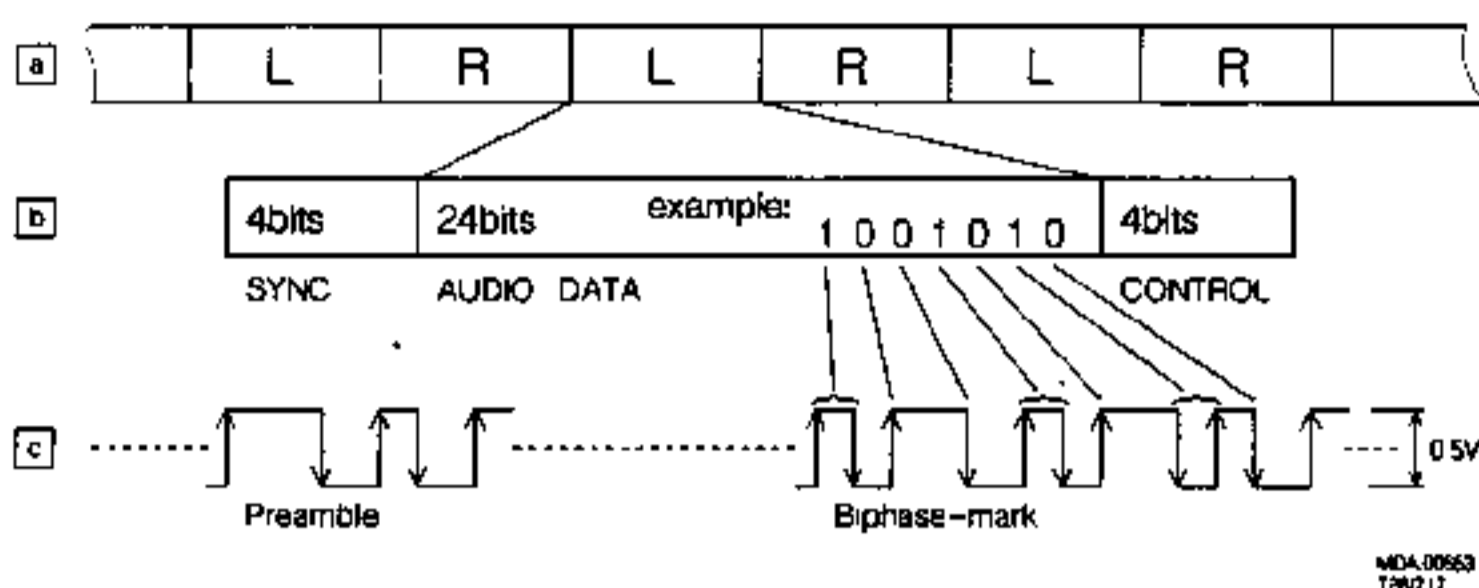 a L R L R L R
b 4bits 24bits example: 1 0 0 1 0 1 0 4bits
SYNC AUDIO DATA CONTROL
c 0.5V
Preamble Biphase-mark